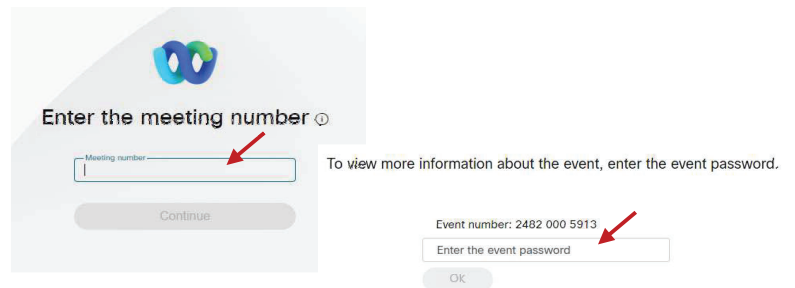 Enter the meeting number
Meeting number
Continue
To view more information about the event, enter the event password.
Event number: 2482 000 5913
Enter the event password
OK